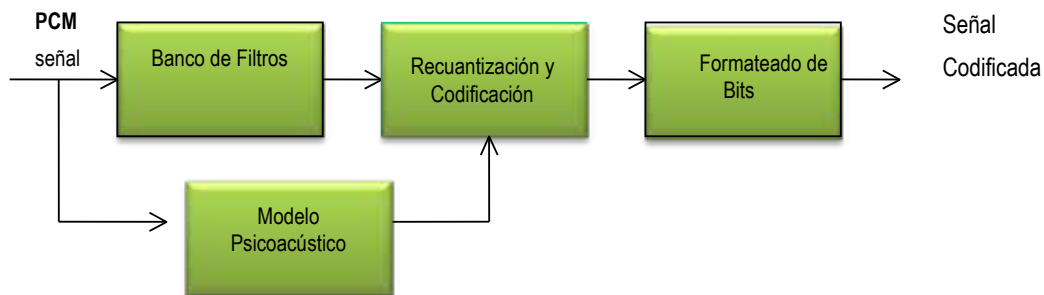 PCM
señal
Banco de Filtros
Recuantización y
Codificación
Formateado de
Bits
Señal
Codificada
Modelo
Psicoacústico